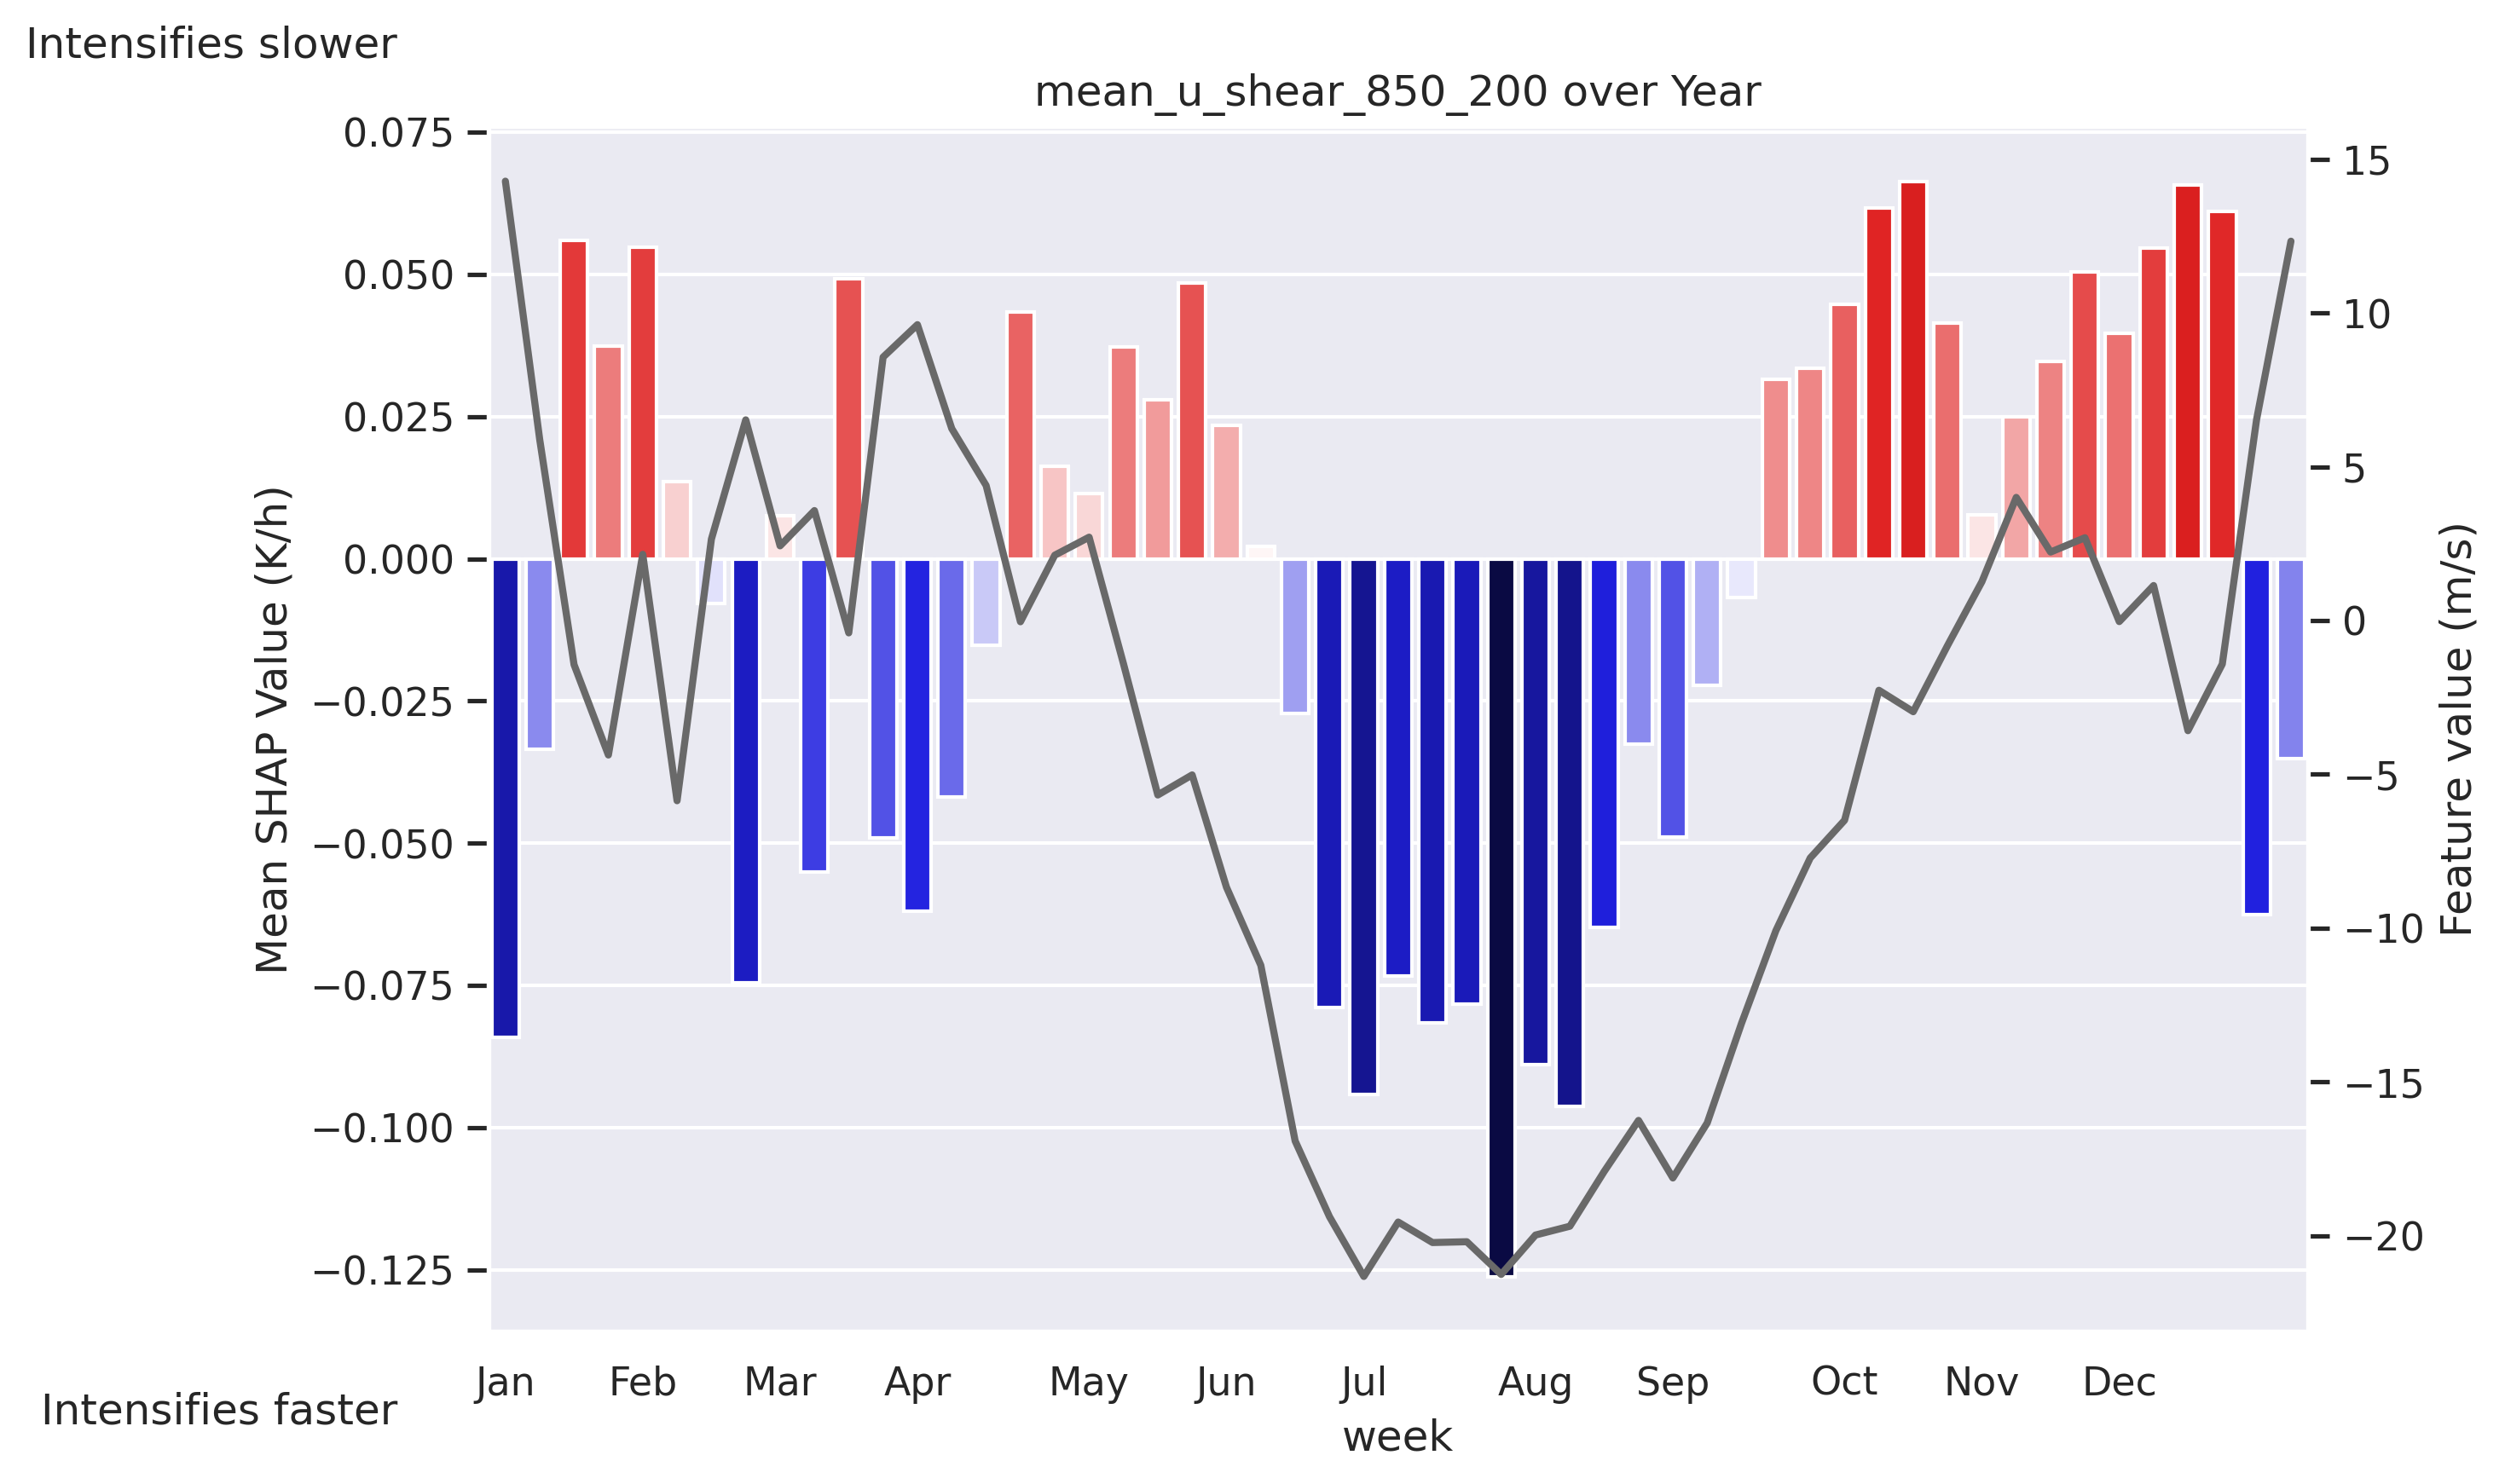 Intensifies slower
mean_u_shear_850_200 over Year
0.075
0.050
0.025
0.000
−0.025
−0.050
−0.075
−0.100
−0.125
Mean SHAP Value (K/h)
15
10
5
0
−5
−10
−15
−20
Feature value (m/s)
Jan Feb Mar Apr May Jun Jul Aug Sep Oct Nov Dec
week
Intensifies faster